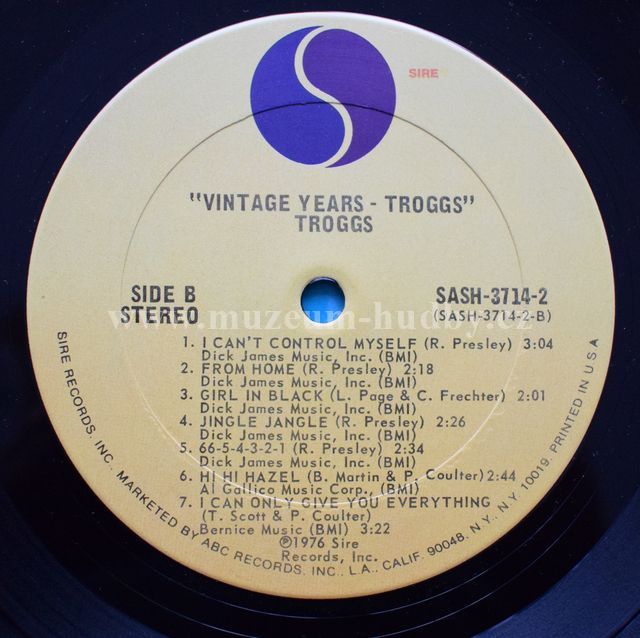 SIRE
"VINTAGE YEARS - TROGGS"
TROGGS
SIDE B
STEREO
SASH-3714-2
(SASH-3714-2-B)
www.muzeum-hudby.cz
1. I CAN'T CONTROL MYSELF (R. Presley) 3:04
Dick James Music, Inc. (BMI)
2. FROM HOME (R. Presley) 2:18
Dick James Music, Inc. (BMI)
3. GIRL IN BLACK (L. Page & C. Frechter) 2:01
Dick James Music, Inc. (BMI)
4. JINGLE JANGLE (R. Presley) 2:26
Dick James Music, Inc. (BMI)
5. 66-5-4-3-2-1 (R. Presley) 2:34
Dick James Music, Inc. (BMI)
6. HI HI HAZEL (B. Martin & P. Coulter) 2:44
Al Gallico Music Corp., (BMI)
7. I CAN ONLY GIVE YOU EVERYTHING
(T. Scott & P. Coulter)
Bernice Music (BMI) 3:22
℗1976 Sire
Records, Inc.
SIRE RECORDS, INC. MARKETED BY ABC RECORDS, INC., L.A., CALIF. 90048, N.Y., N.Y. 10019. PRINTED IN U S A